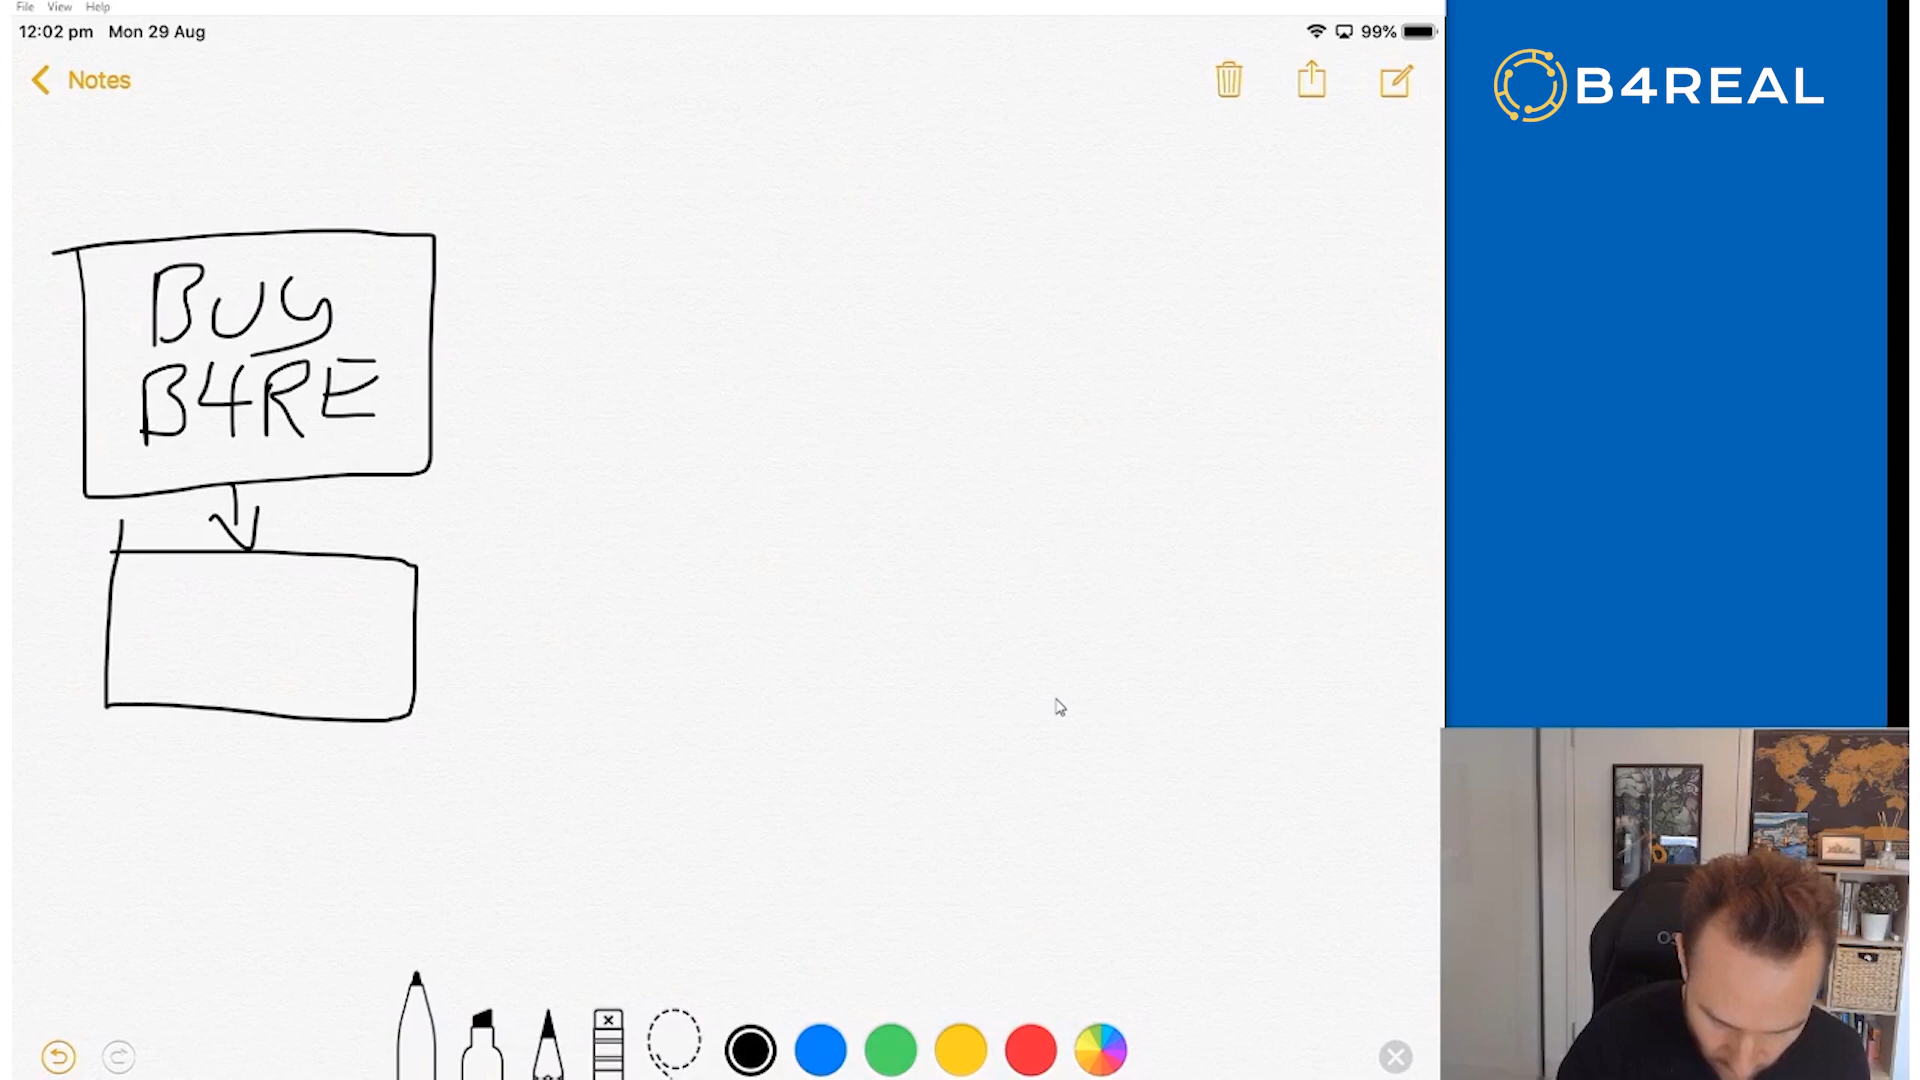 File View Help
12:02 pm Mon 29 Aug
99%
Notes
B4REAL
BUY
B4RE